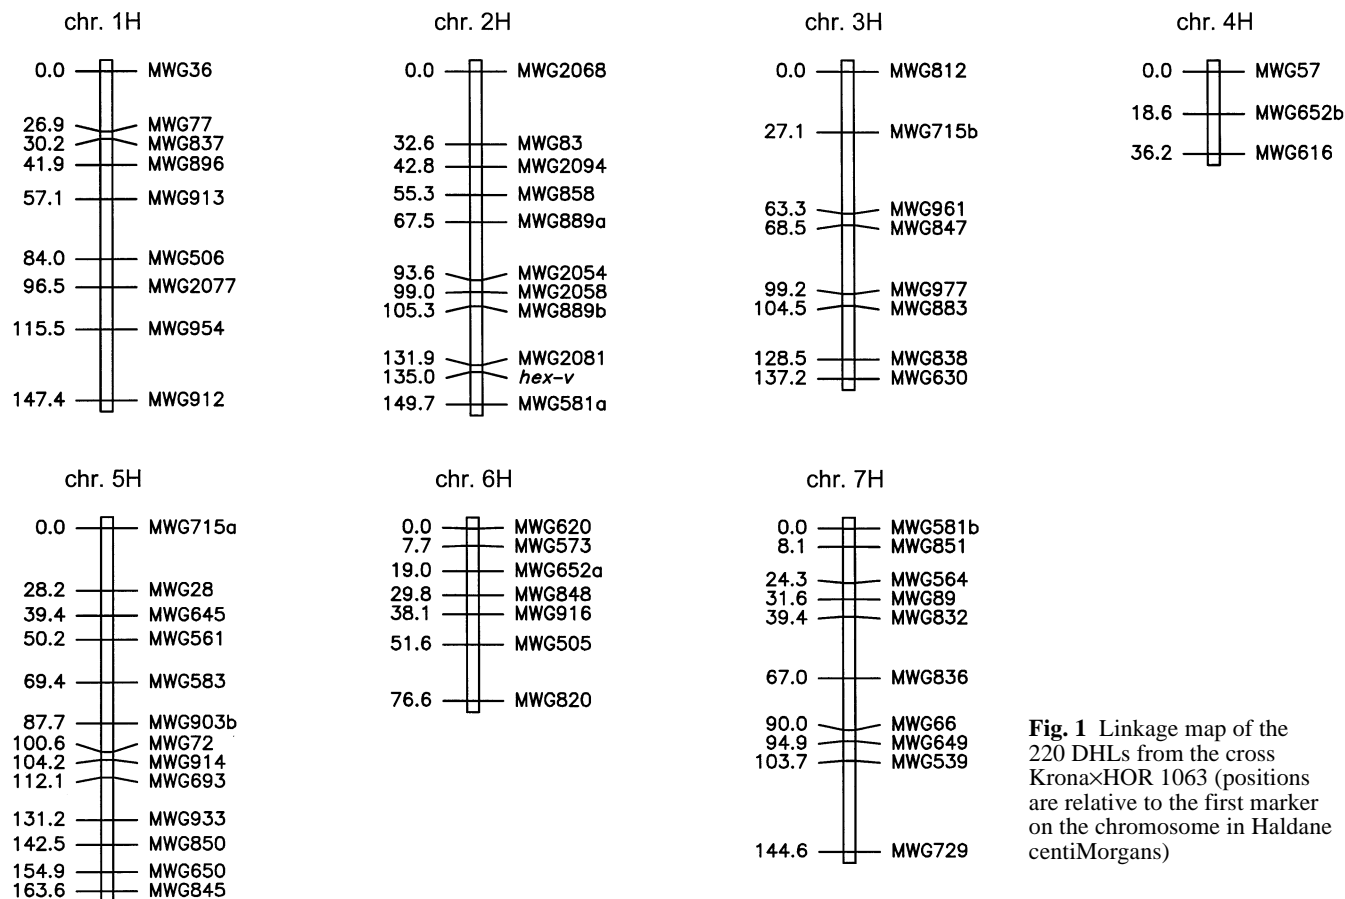 chr. 1H
0.0 MWG36
26.9 MWG77
30.2 MWG837
41.9 MWG896
57.1 MWG913
84.0 MWG506
96.5 MWG2077
115.5 MWG954
147.4 MWG912
chr. 2H
0.0 MWG2068
32.6 MWG83
42.8 MWG2094
55.3 MWG858
67.5 MWG889a
93.6 MWG2054
99.0 MWG2058
105.3 MWG889b
131.9 MWG2081
135.0 hex-v
149.7 MWG581a
chr. 3H
0.0 MWG812
27.1 MWG715b
63.3 MWG961
68.5 MWG847
99.2 MWG977
104.5 MWG883
128.5 MWG838
137.2 MWG630
chr. 4H
0.0 MWG57
18.6 MWG652b
36.2 MWG616
chr. 5H
0.0 MWG715a
28.2 MWG28
39.4 MWG645
50.2 MWG561
69.4 MWG583
87.7 MWG903b
100.6 MWG72
104.2 MWG914
112.1 MWG693
131.2 MWG933
142.5 MWG850
154.9 MWG650
163.6 MWG845
chr. 6H
0.0 MWG620
7.7 MWG573
19.0 MWG652a
29.8 MWG848
38.1 MWG916
51.6 MWG505
76.6 MWG820
chr. 7H
0.0 MWG581b
8.1 MWG851
24.3 MWG564
31.6 MWG89
39.4 MWG832
67.0 MWG836
90.0 MWG66
94.9 MWG649
103.7 MWG539
144.6 MWG729
Fig. 1 Linkage map of the
220 DHLs from the cross
Krona×HOR 1063 (positions
are relative to the first marker
on the chromosome in Haldane
centiMorgans)